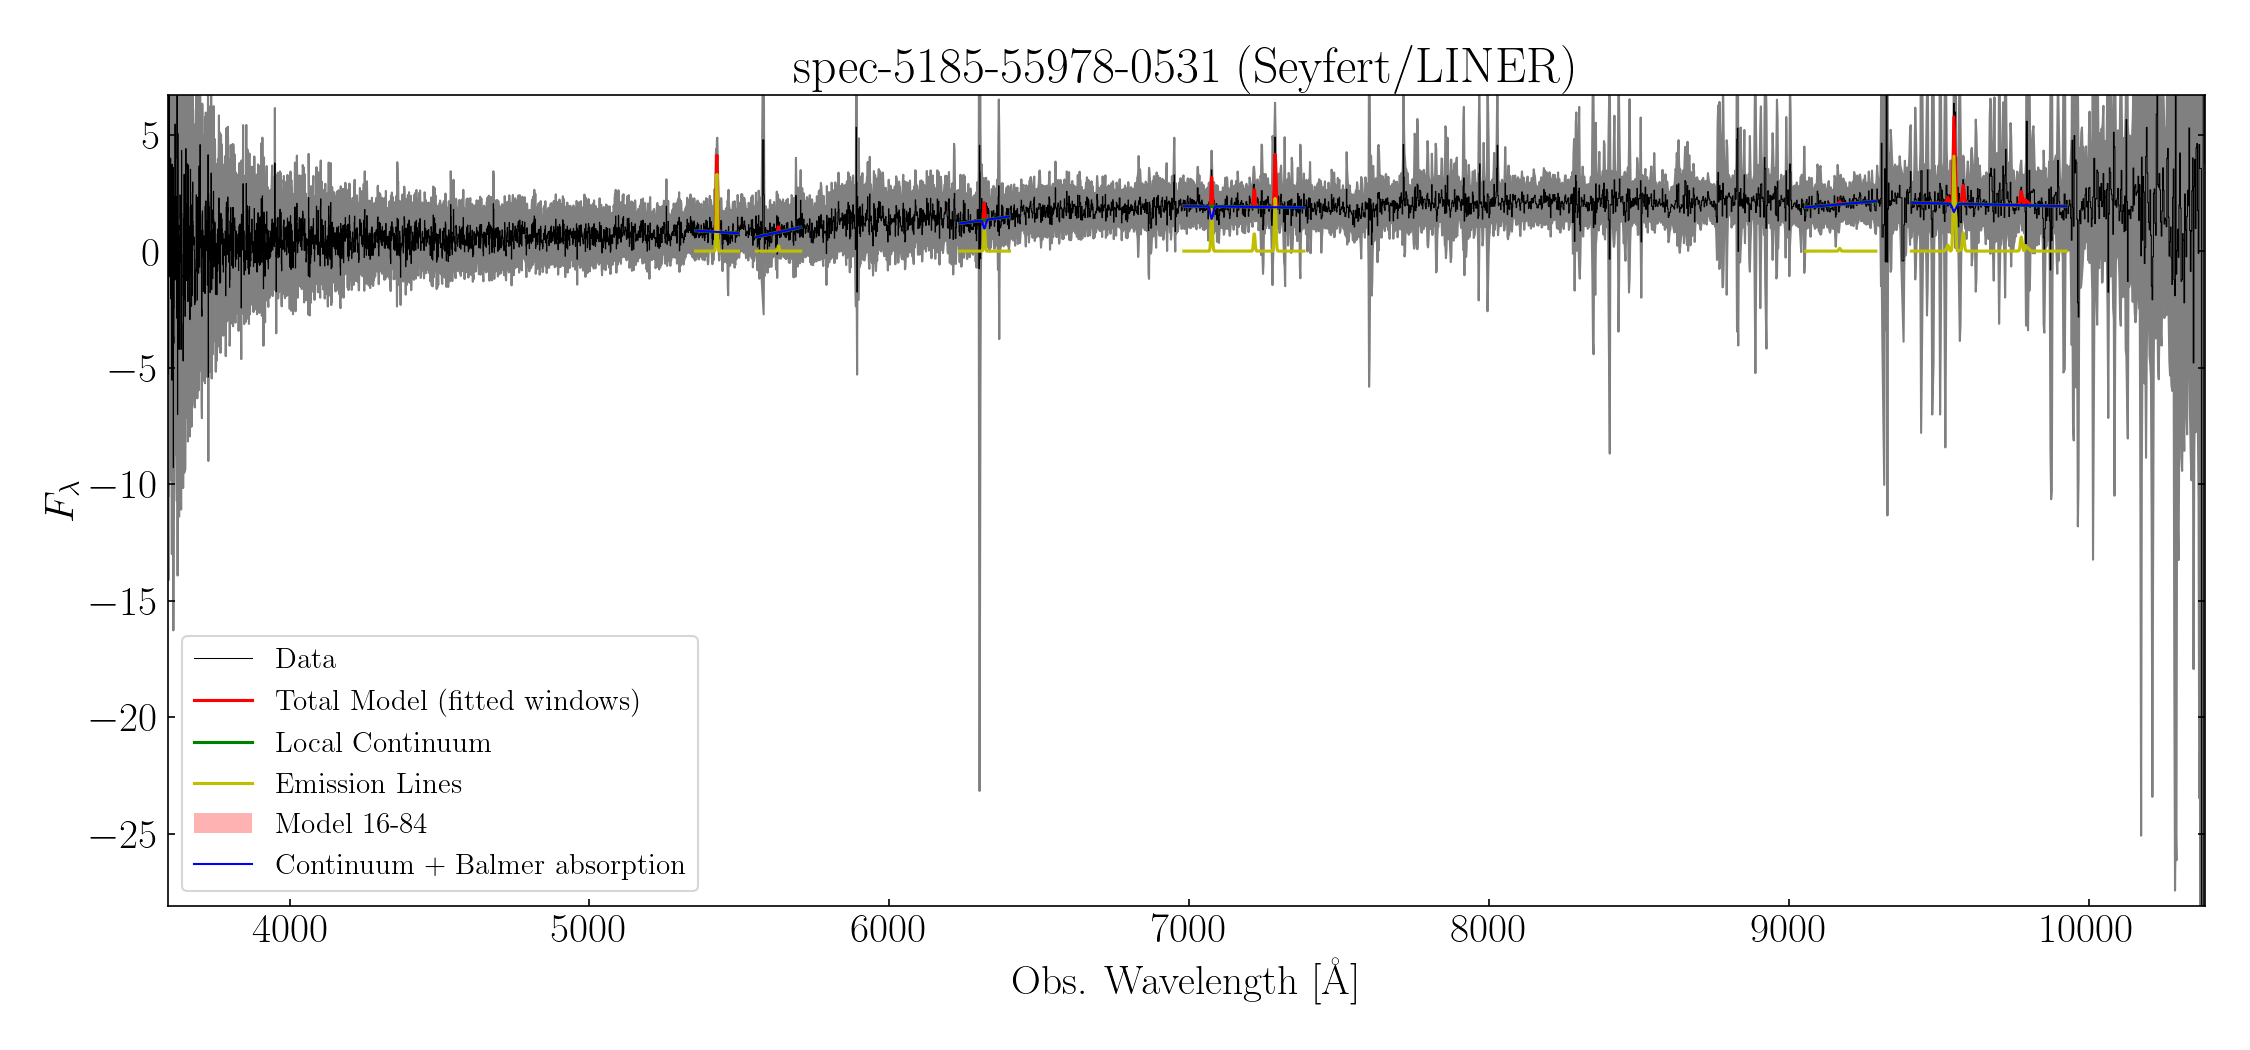 spec-5185-55978-0531 (Seyfert/LINER)
5
0
−5
−10
−15
−20
−25
Fλ
Data
Total Model (fitted windows)
Local Continuum
Emission Lines
Model 16-84
Continuum + Balmer absorption
4000 5000 6000 7000 8000 9000 10000
Obs. Wavelength [Å]